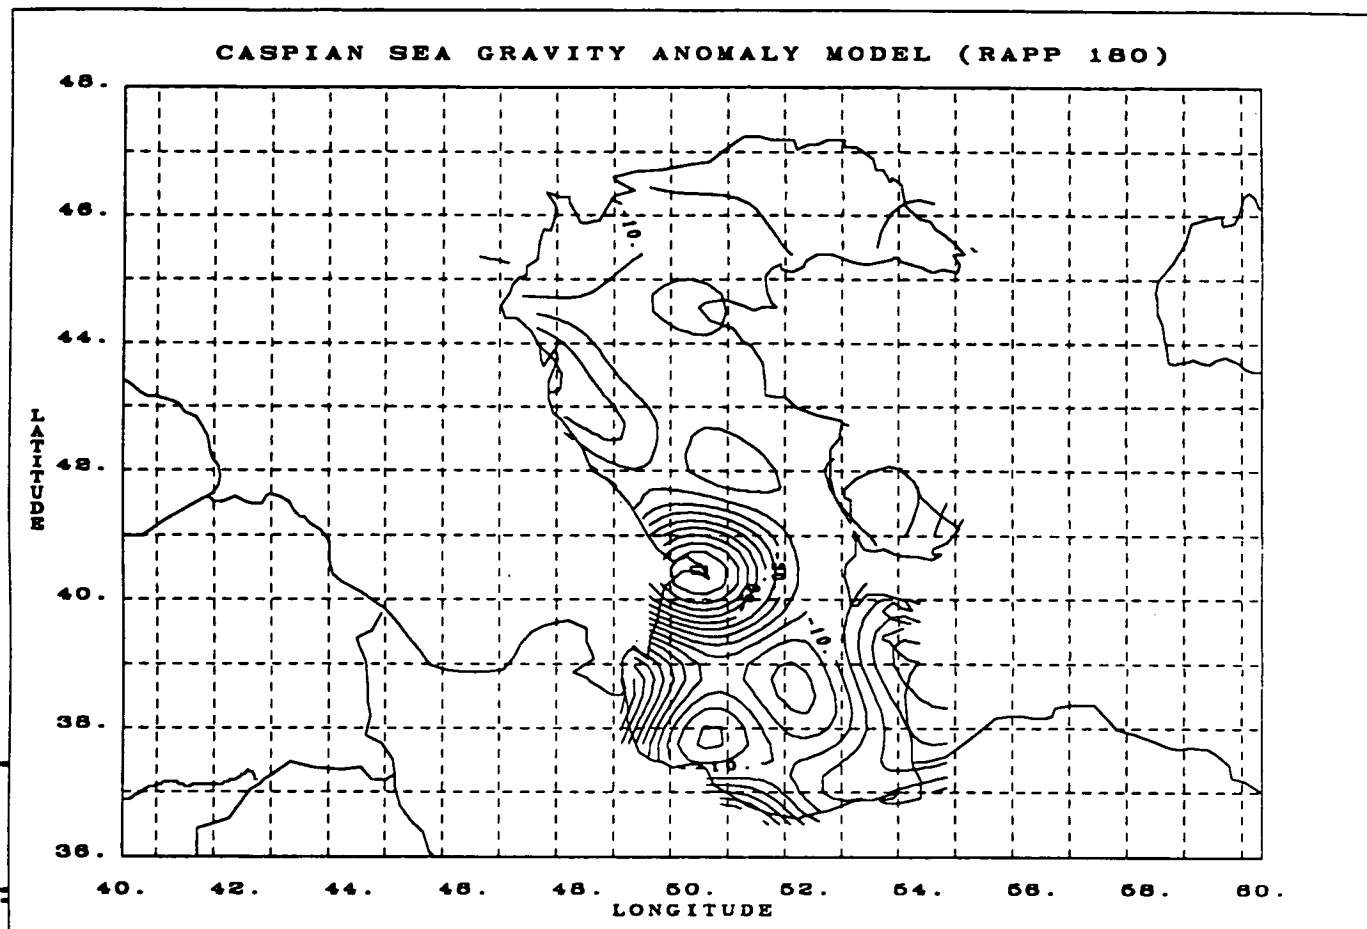 CASPIAN SEA GRAVITY ANOMALY MODEL (RAPP 180)
48.
46.
44.
42.
40.
38.
36.
LATITUDE
-10.
-10.
-10.
40. 42. 44. 46. 48. 50. 52. 54. 56. 58. 60.
LONGITUDE